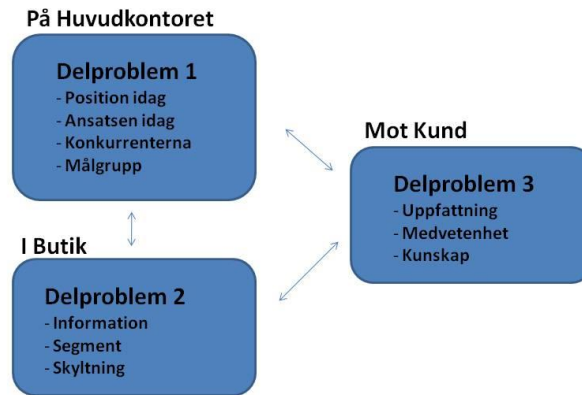 På Huvudkontoret
Delproblem 1
- Position idag
- Ansatsen idag
- Konkurrenterna
- Målgrupp
I Butik
Delproblem 2
- Information
- Segment
- Skyltning
Mot Kund
Delproblem 3
- Uppfattning
- Medvetenhet
- Kunskap